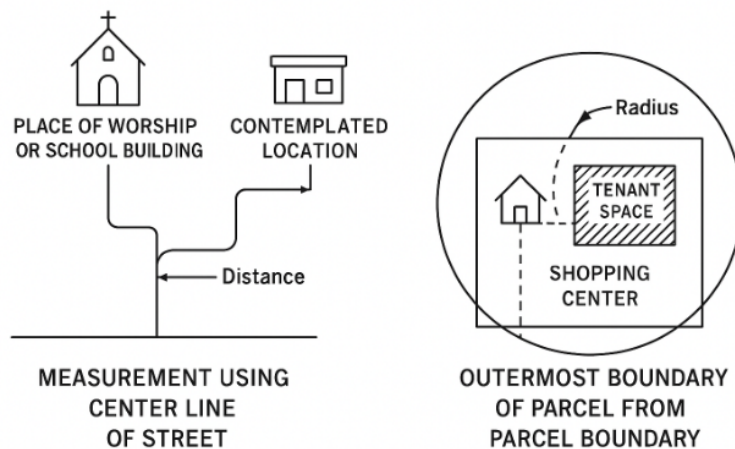 PLACE OF WORSHIP
OR SCHOOL BUILDING
CONTEMPLATED
LOCATION
Distance
MEASUREMENT USING
CENTER LINE
OF STREET
Radius
TENANT
SPACE
SHOPPING
CENTER
OUTERMOST BOUNDARY
OF PARCEL FROM
PARCEL BOUNDARY